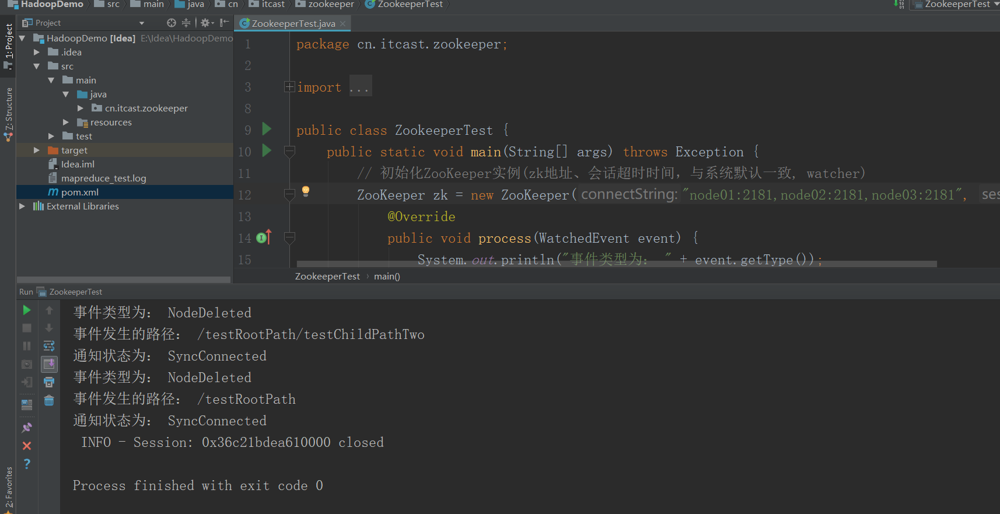 HadoopDemo src main java cn itcast zookeeper ZookeeperTest
ZookeeperTest
1: Project
7: Structure
2: Favorites
Project
HadoopDemo [Idea] E:\Idea\HadoopDemo
.idea
src
main
java
cn.itcast.zookeeper
resources
test
target
Idea.iml
mapreduce_test.log
pom.xml
External Libraries
ZookeeperTest.java
1 package cn.itcast.zookeeper;
2
3 import ...
8
9 public class ZookeeperTest {
10 public static void main(String[] args) throws Exception {
11 // 初始化ZooKeeper实例(zk地址、会话超时时间，与系统默认一致, watcher)
12 ZooKeeper zk = new ZooKeeper( connectString: "node01:2181,node02:2181,node03:2181", ses
13 @Override
14 public void process(WatchedEvent event) {
15 System.out.println("事件类型为： " + event.getType());
ZookeeperTest › main()
Run ZookeeperTest
事件类型为： NodeDeleted
事件发生的路径： /testRootPath/testChildPathTwo
通知状态为： SyncConnected
事件类型为： NodeDeleted
事件发生的路径： /testRootPath
通知状态为： SyncConnected
INFO - Session: 0x36c21bdea610000 closed
Process finished with exit code 0